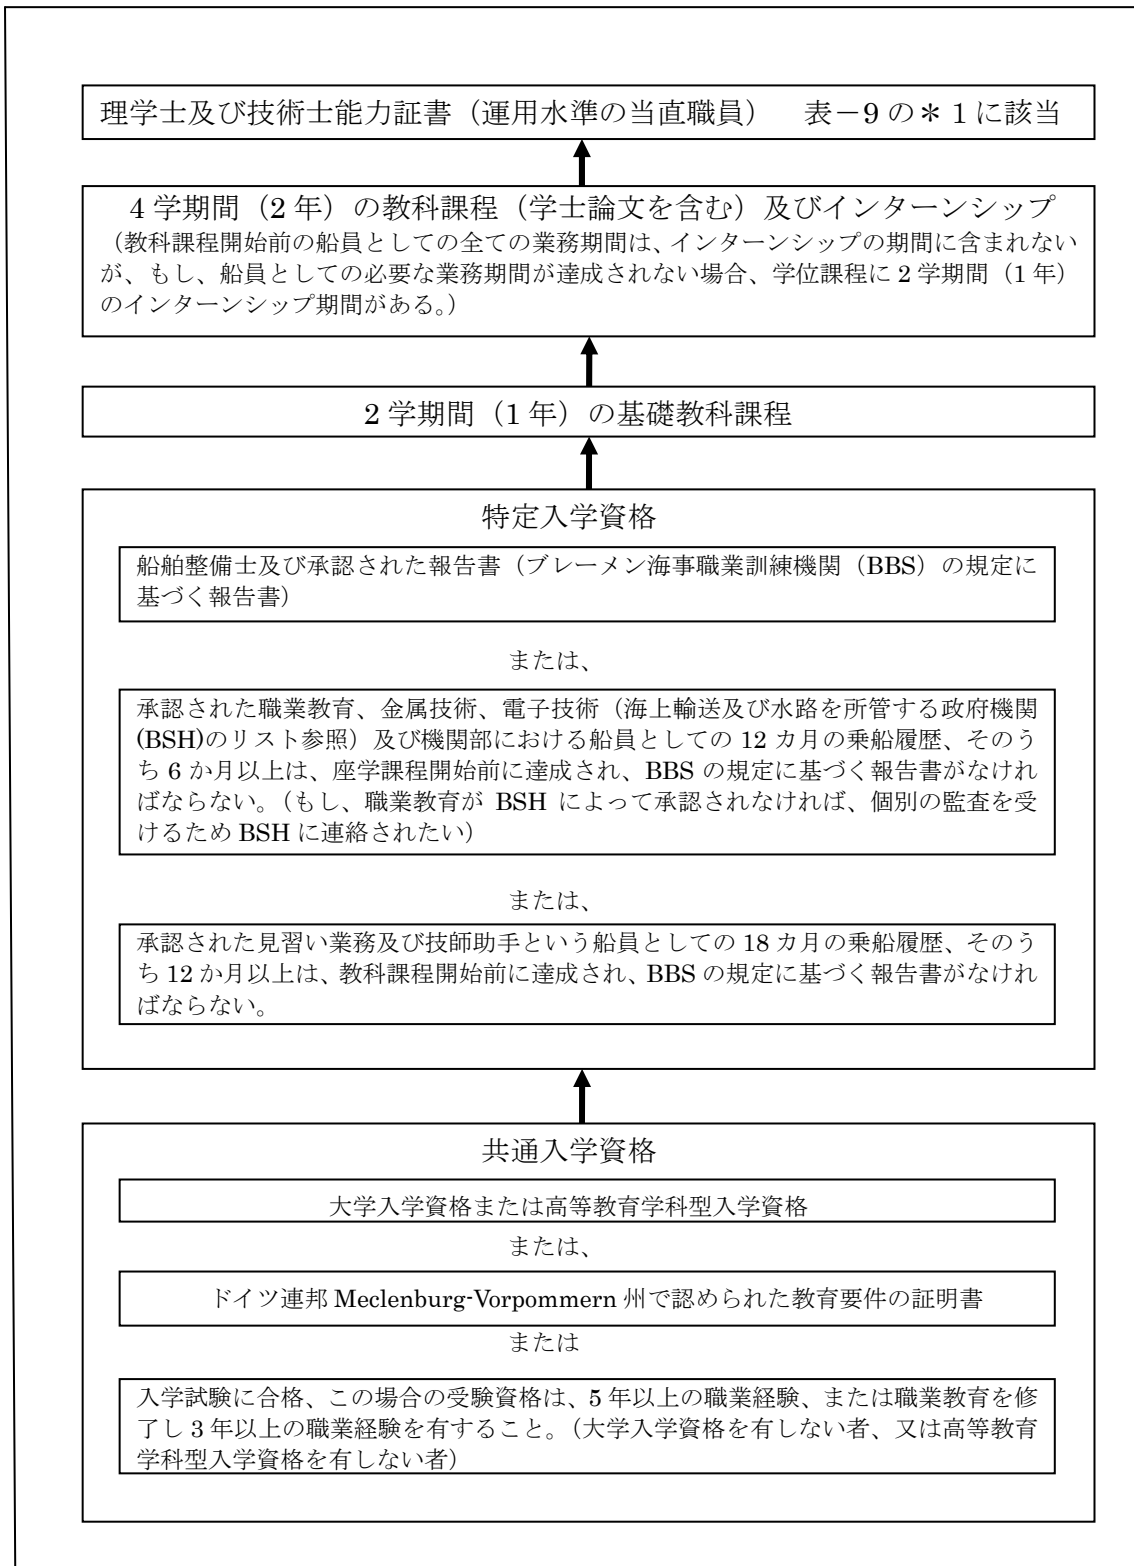 理学士及び技術士能力証書（運用水準の当直職員）　表－9の＊1に該当
4学期間（2年）の教科課程（学士論文を含む）及びインターンシップ
（教科課程開始前の船員としての全ての業務期間は、インターンシップの期間に含まれない
が、もし、船員としての必要な業務期間が達成されない場合、学位課程に2学期間（1年）
のインターンシップ期間がある。）
2学期間（1年）の基礎教科課程
特定入学資格
船舶整備士及び承認された報告書（ブレーメン海事職業訓練機関（BBS）の規定に
基づく報告書）
または、
承認された職業教育、金属技術、電子技術（海上輸送及び水路を所管する政府機関
(BSH)のリスト参照）及び機関部における船員としての12カ月の乗船履歴、そのう
ち6か月以上は、座学課程開始前に達成され、BBSの規定に基づく報告書がなけれ
ばならない。（もし、職業教育が BSH によって承認されなければ、個別の監査を受
けるためBSHに連絡されたい）
または、
承認された見習い業務及び技師助手という船員としての18カ月の乗船履歴、そのう
ち12か月以上は、教科課程開始前に達成され、BBSの規定に基づく報告書がなけれ
ばならない。
共通入学資格
大学入学資格または高等教育学科型入学資格
または、
ドイツ連邦 Meclenburg-Vorpommern 州で認められた教育要件の証明書
または
入学試験に合格、この場合の受験資格は、5年以上の職業経験、または職業教育を修
了し3年以上の職業経験を有すること。（大学入学資格を有しない者、又は高等教育
学科型入学資格を有しない者）